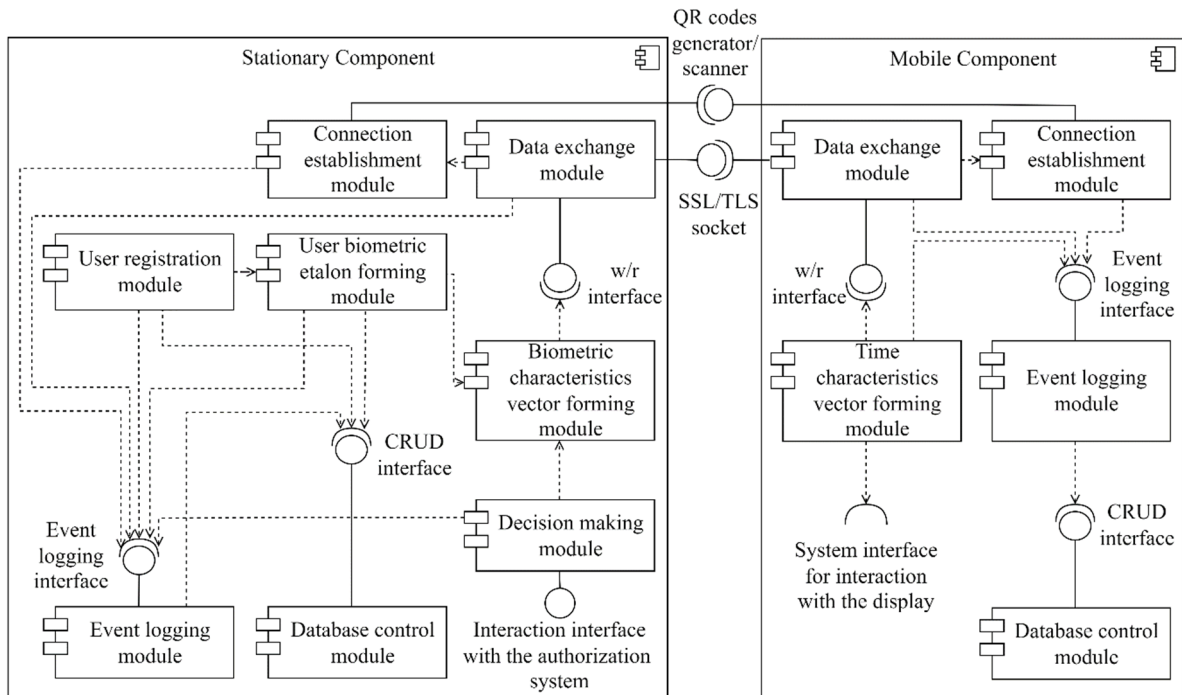 QR codes
generator/
scanner
Stationary Component
Mobile Component
Connection
establishment
module
Data exchange
module
Data exchange
module
Connection
establishment
module
SSL/TLS
socket
User registration
module
User biometric
etalon forming
module
w/r
interface
w/r
interface
Event
logging
interface
Biometric
characteristics
vector forming
module
Time
characteristics
vector forming
module
Event logging
module
CRUD
interface
Event
logging
interface
Decision making
module
System interface
for interaction
with the display
CRUD
interface
Event logging
module
Database control
module
Interaction interface
with the authorization
system
Database control
module